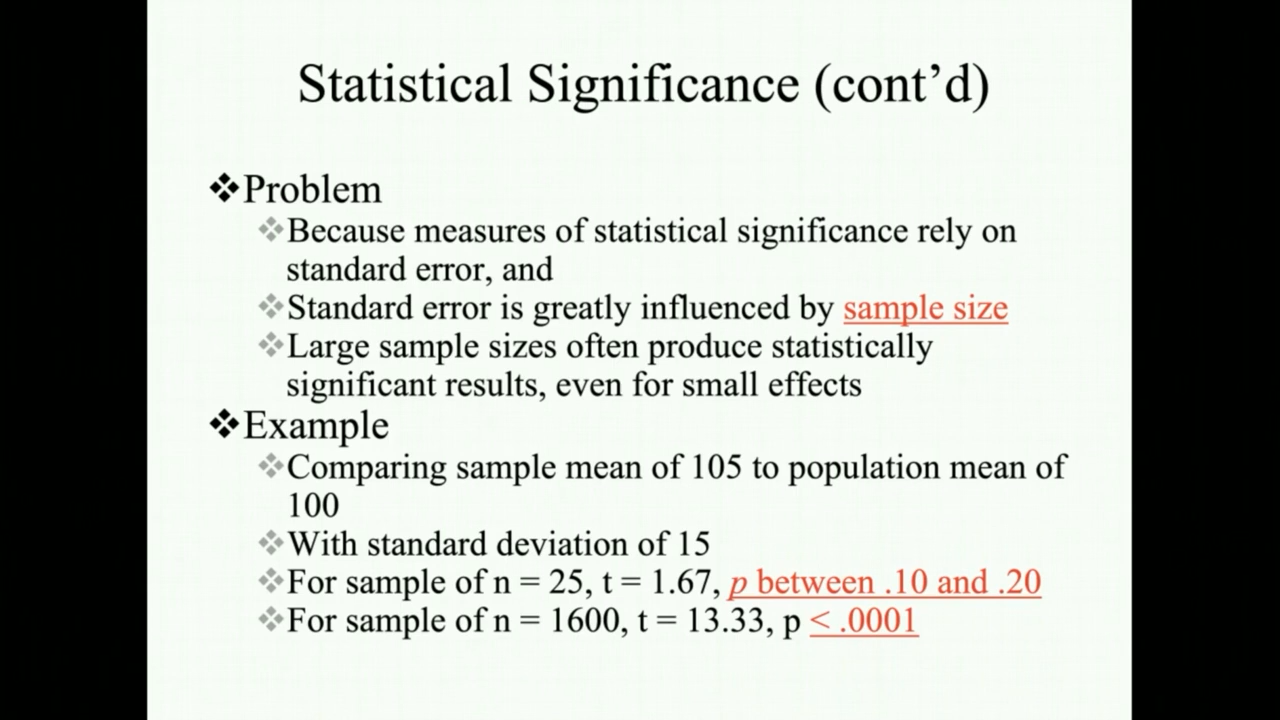 Statistical Significance (cont’d)
❖Problem
❖Because measures of statistical significance rely on
standard error, and
❖Standard error is greatly influenced by sample size
❖Large sample sizes often produce statistically
significant results, even for small effects
❖Example
❖Comparing sample mean of 105 to population mean of
100
❖With standard deviation of 15
❖For sample of n = 25, t = 1.67, p between .10 and .20
❖For sample of n = 1600, t = 13.33, p < .0001